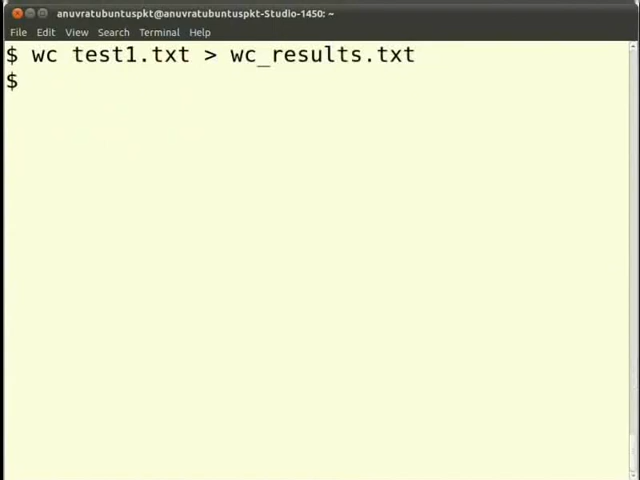 anuvratubuntuspkt@anuvratubuntuspkt-Studio-1450: ~
File Edit View Search Terminal Help
$ wc test1.txt > wc_results.txt
$